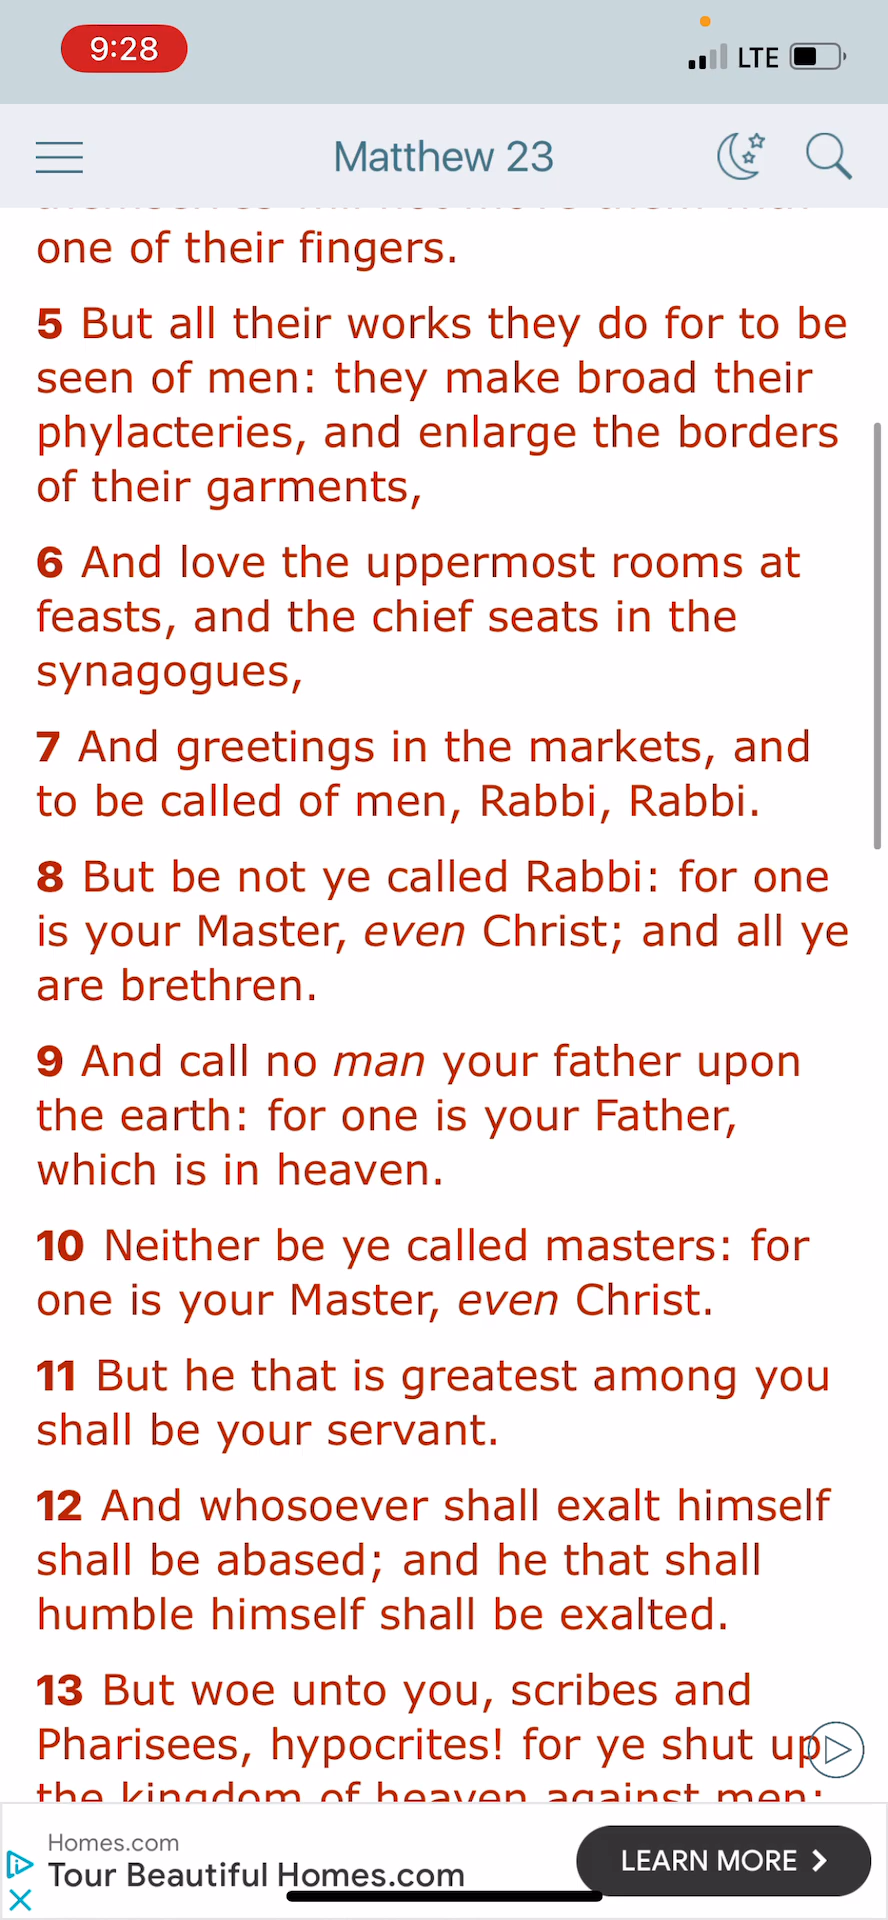 9:28
LTE
Matthew 23
one of their fingers.
5 But all their works they do for to be
seen of men: they make broad their
phylacteries, and enlarge the borders
of their garments,
6 And love the uppermost rooms at
feasts, and the chief seats in the
synagogues,
7 And greetings in the markets, and
to be called of men, Rabbi, Rabbi.
8 But be not ye called Rabbi: for one
is your Master, even Christ; and all ye
are brethren.
9 And call no man your father upon
the earth: for one is your Father,
which is in heaven.
10 Neither be ye called masters: for
one is your Master, even Christ.
11 But he that is greatest among you
shall be your servant.
12 And whosoever shall exalt himself
shall be abased; and he that shall
humble himself shall be exalted.
13 But woe unto you, scribes and
Pharisees, hypocrites! for ye shut up
the kingdom of heaven against men:
Homes.com
Tour Beautiful Homes.com
LEARN MORE